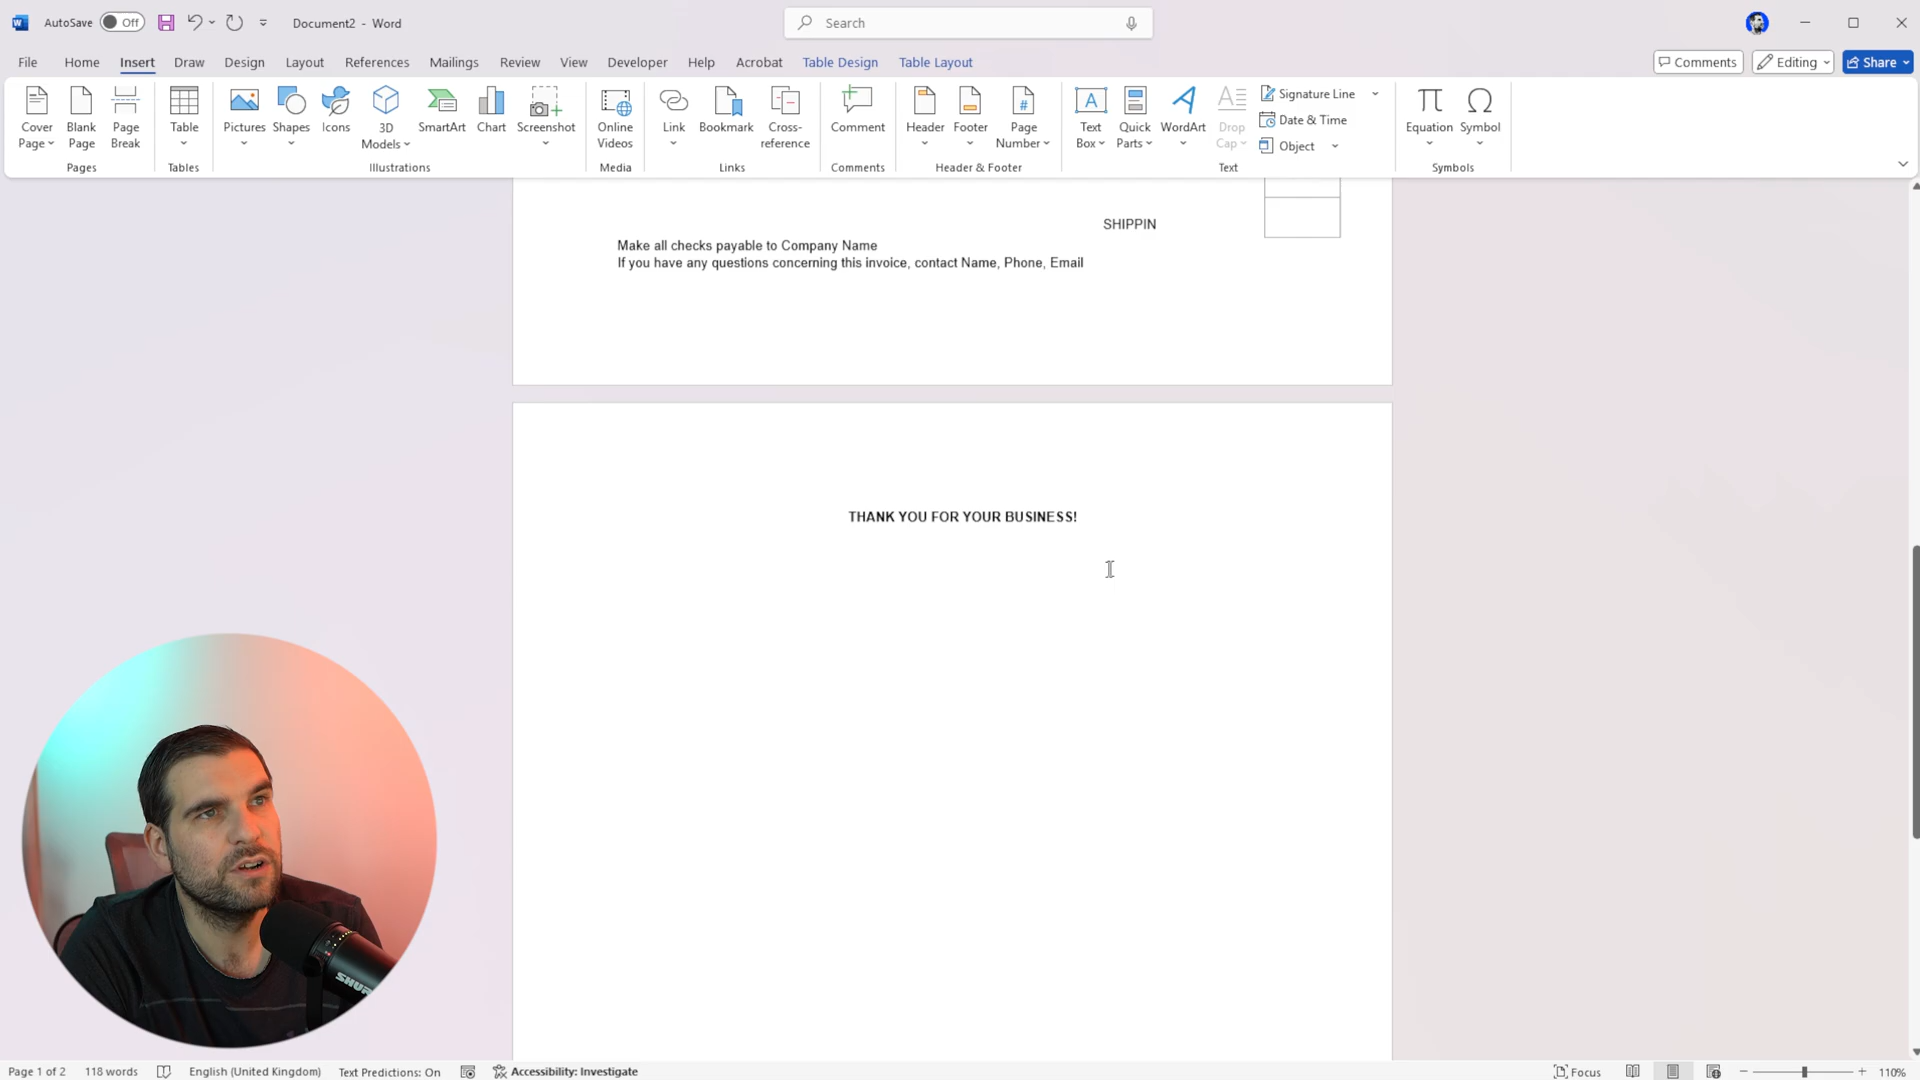 AutoSave Off Document2 - Word Search
File Home Insert Draw Design Layout References Mailings Review View Developer Help Acrobat Table Design Table Layout Comments Editing Share
Cover Page
Blank Page
Page Break
Pages
Table
Tables
Pictures
Shapes
Icons
3D Models
SmartArt
Chart
Screenshot
Illustrations
Online Videos
Media
Link
Bookmark
Cross-reference
Links
Comment
Comments
Header
Footer
Page Number
Header & Footer
Text Box
Quick Parts
WordArt
Drop Cap
Signature Line
Date & Time
Object
Text
Equation
Symbol
Symbols
SHIPPIN
Make all checks payable to Company Name
If you have any questions concerning this invoice, contact Name, Phone, Email
THANK YOU FOR YOUR BUSINESS!
SHURE
Page 1 of 2 118 words English (United Kingdom) Text Predictions: On Accessibility: Investigate Focus 110%